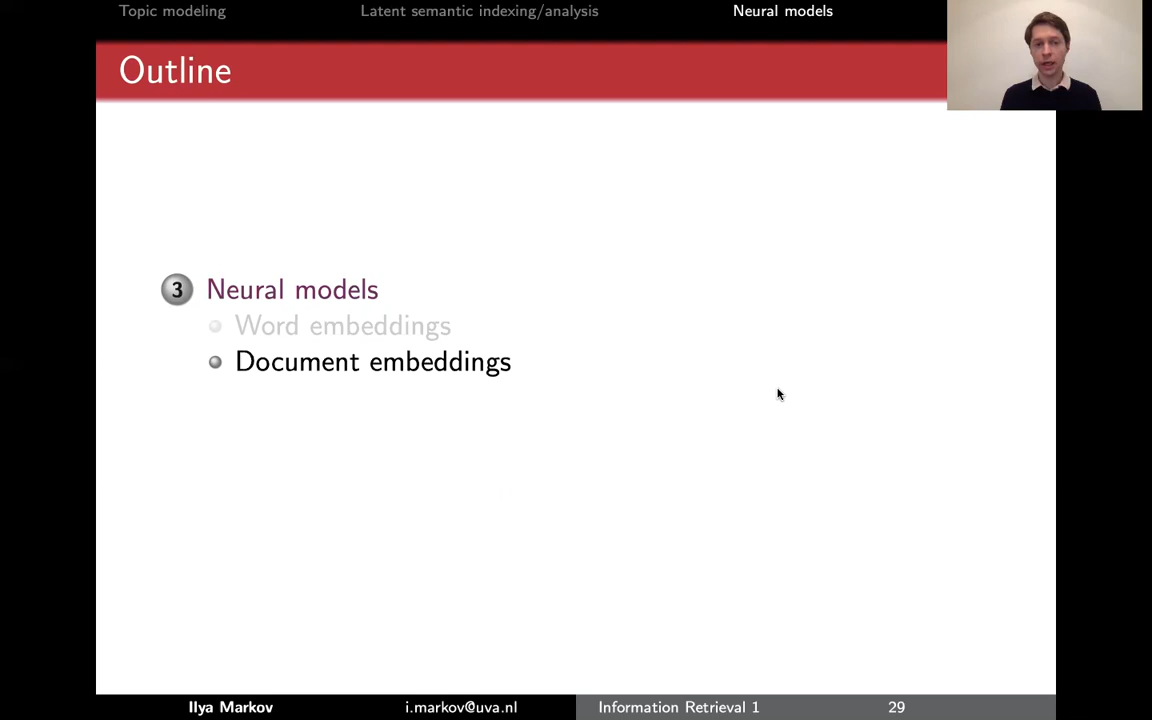 Topic modeling Latent semantic indexing/analysis Neural models
Outline
3 Neural models
Word embeddings
Document embeddings
Ilya Markov i.markov@uva.nl Information Retrieval 1 29